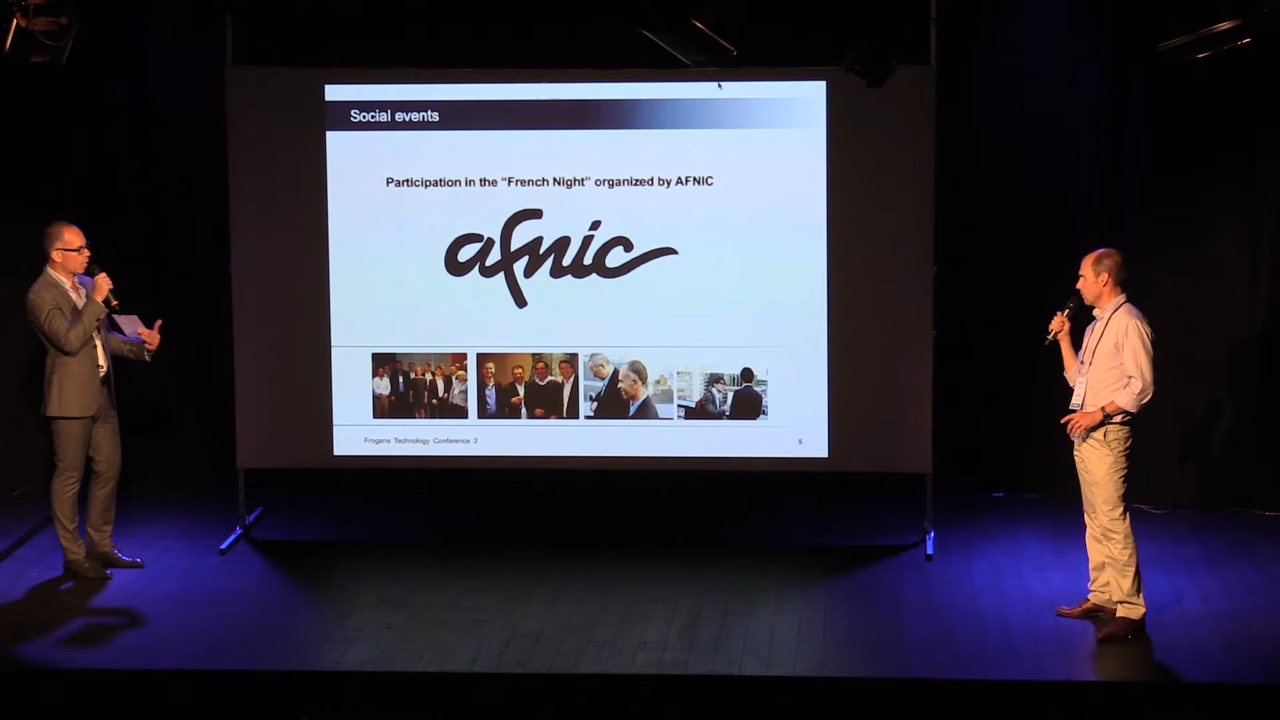 Social events
Participation in the “French Night” organized by AFNIC
afnic
Frogans Technology Conference 2
5